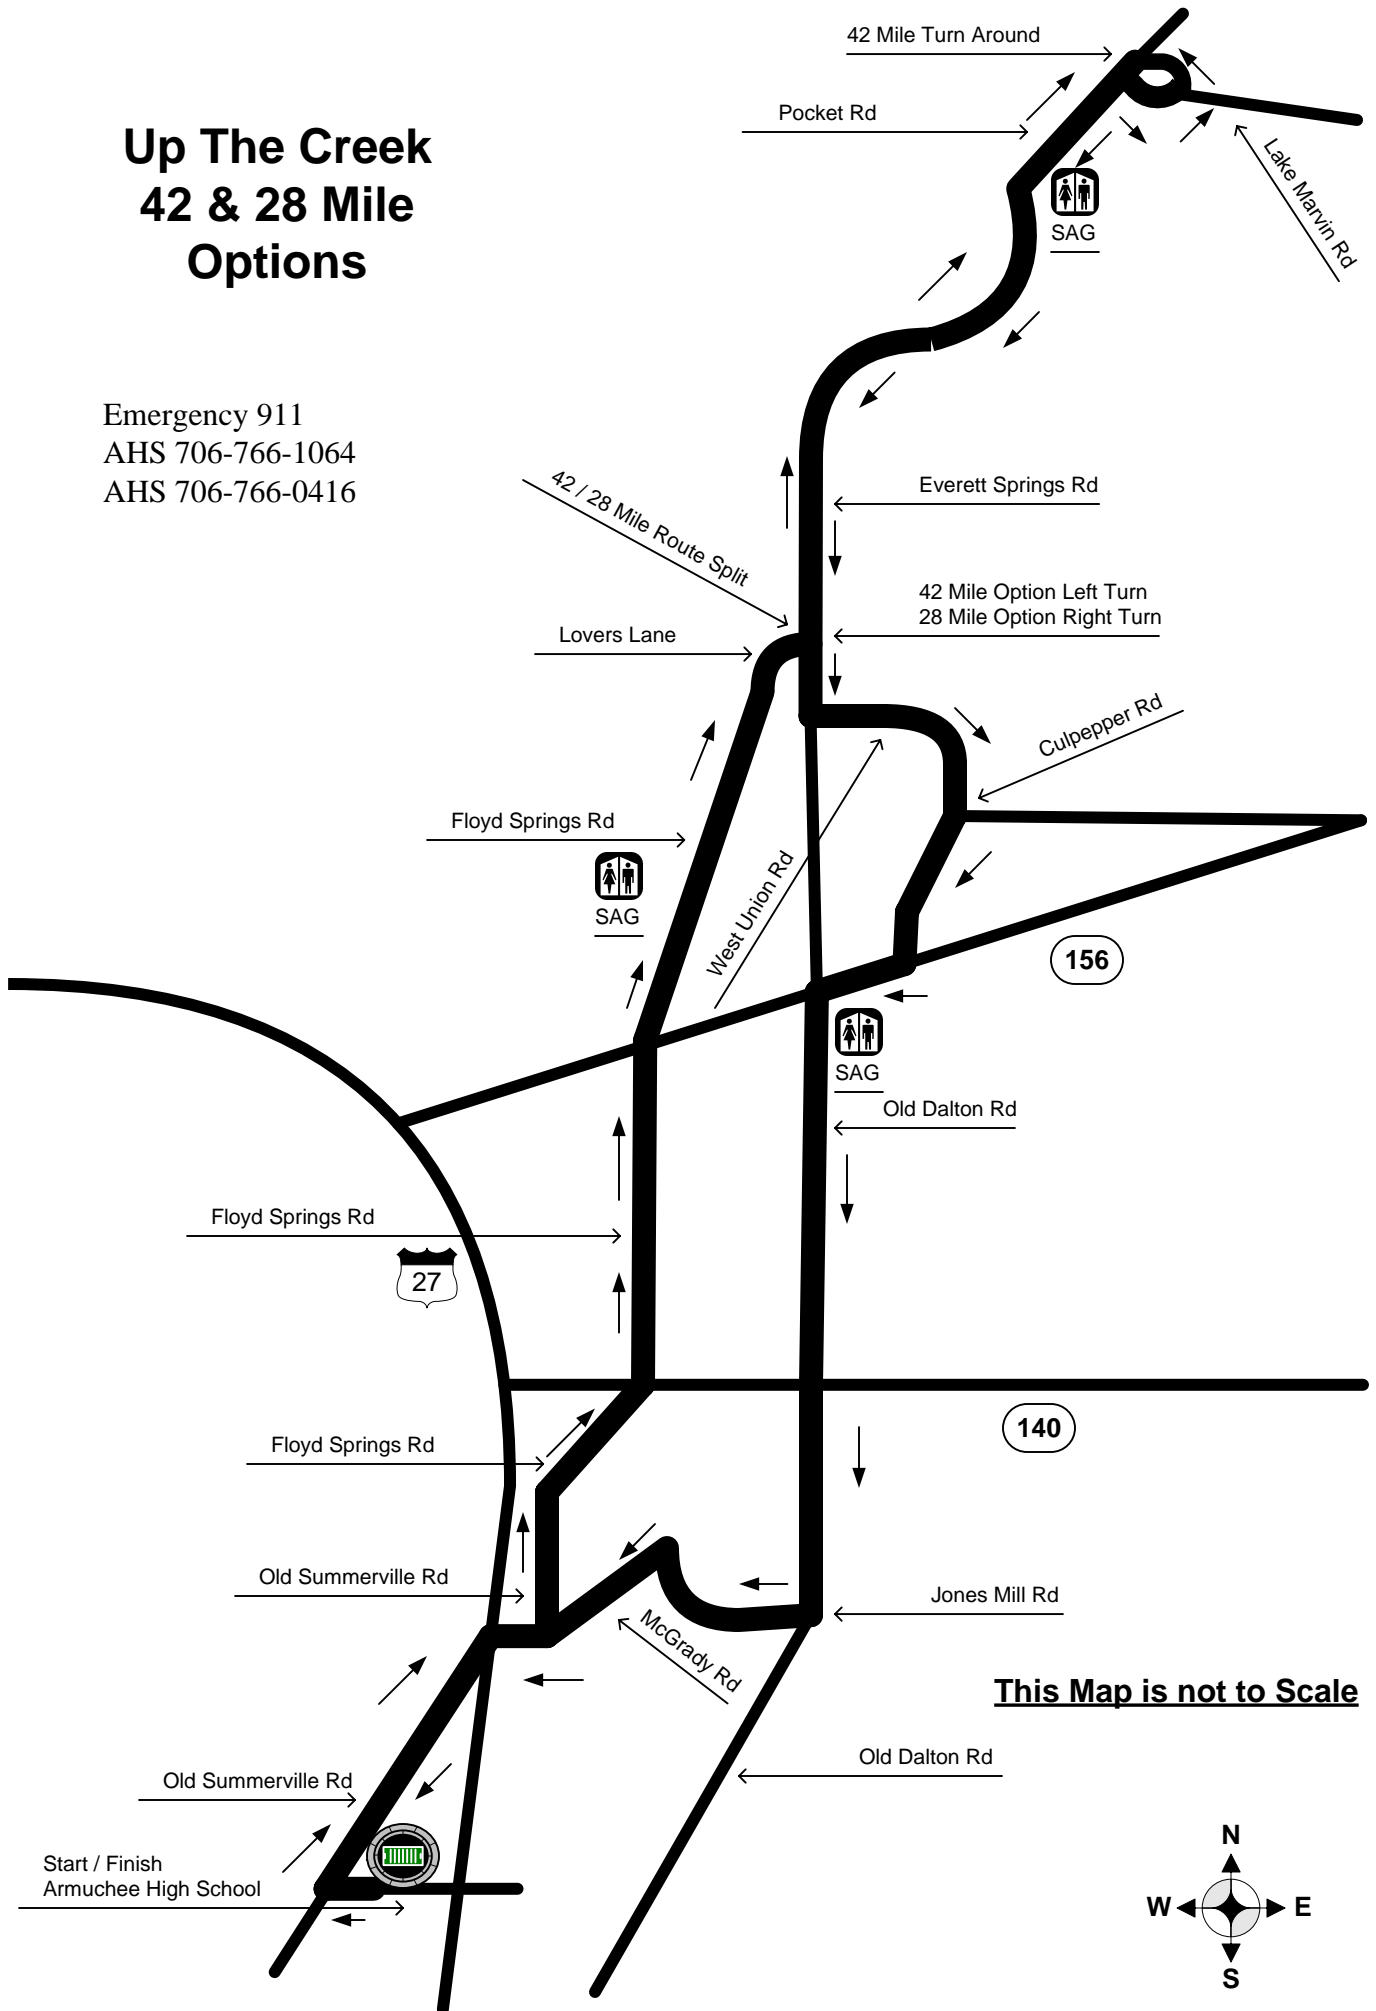 42 Mile Turn Around
Pocket Rd
Up The Creek
42 & 28 Mile
Options
Lake Marvin Rd
SAG
Emergency 911
AHS 706-766-1064
AHS 706-766-0416
42 / 28 Mile Route Split
Everett Springs Rd
42 Mile Option Left Turn
28 Mile Option Right Turn
Lovers Lane
Culpepper Rd
Floyd Springs Rd
SAG
West Union Rd
156
SAG
Old Dalton Rd
Floyd Springs Rd
27
140
Floyd Springs Rd
Old Summerville Rd
Jones Mill Rd
McGrady Rd
This Map is not to Scale
Old Dalton Rd
Old Summerville Rd
Start / Finish
Armuchee High School
N
W
E
S